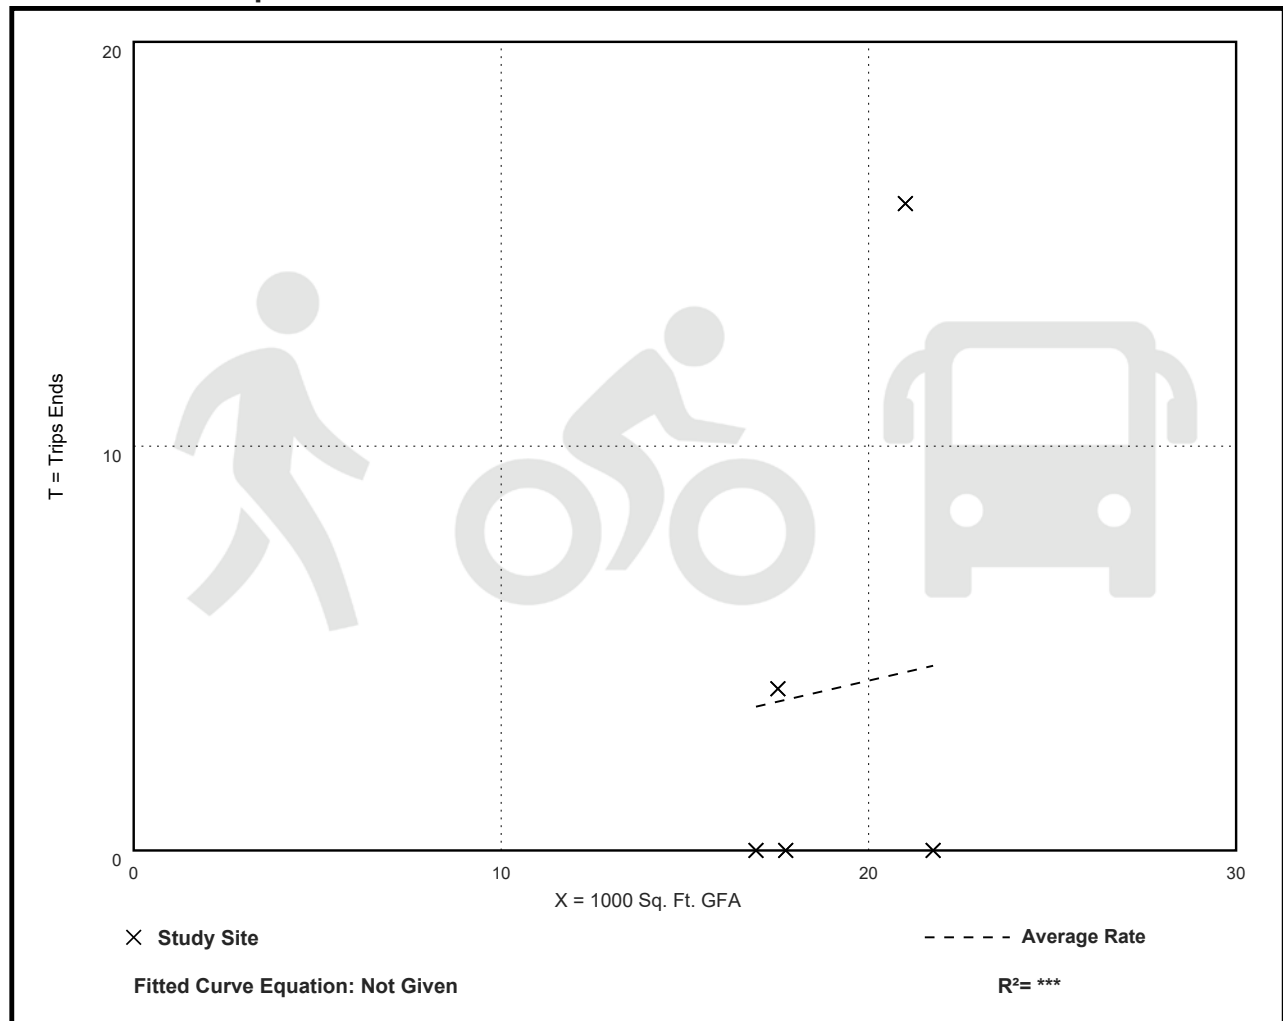 20
T = Trips Ends
10
0
0 10 20 30
X = 1000 Sq. Ft. GFA
Study Site
Average Rate
Fitted Curve Equation: Not Given
R²= ***